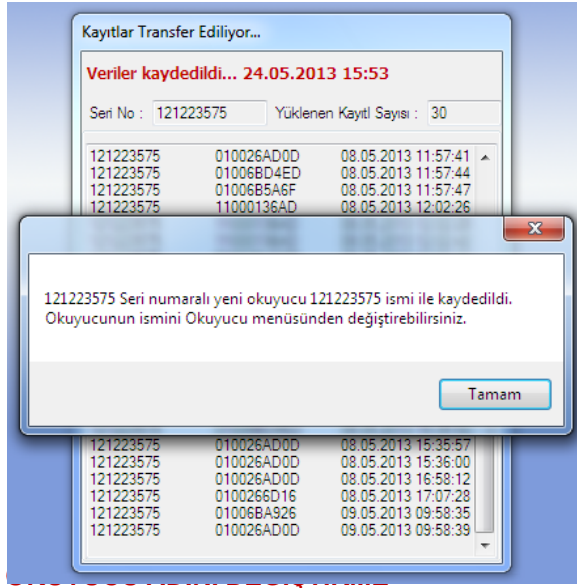 Kayıtlar Transfer Ediliyor...
Veriler kaydedildi... 24.05.2013 15:53
Seri No : 121223575 Yüklenen Kayıtl Sayısı : 30
121223575 010026AD0D 08.05.2013 11:57:41
121223575 01006BD4ED 08.05.2013 11:57:44
121223575 01006B5A6F 08.05.2013 11:57:47
121223575 11000136AD 08.05.2013 12:02:26
121223575 Seri numaralı yeni okuyucu 121223575 ismi ile kaydedildi.
Okuyucunun ismini Okuyucu menüsünden değiştirebilirsiniz.
Tamam
121223575 010026AD0D 08.05.2013 15:35:57
121223575 010026AD0D 08.05.2013 15:36:00
121223575 010026AD0D 08.05.2013 16:58:12
121223575 0100266D16 08.05.2013 17:07:28
121223575 01006BA926 09.05.2013 09:58:35
121223575 010026AD0D 09.05.2013 09:58:39